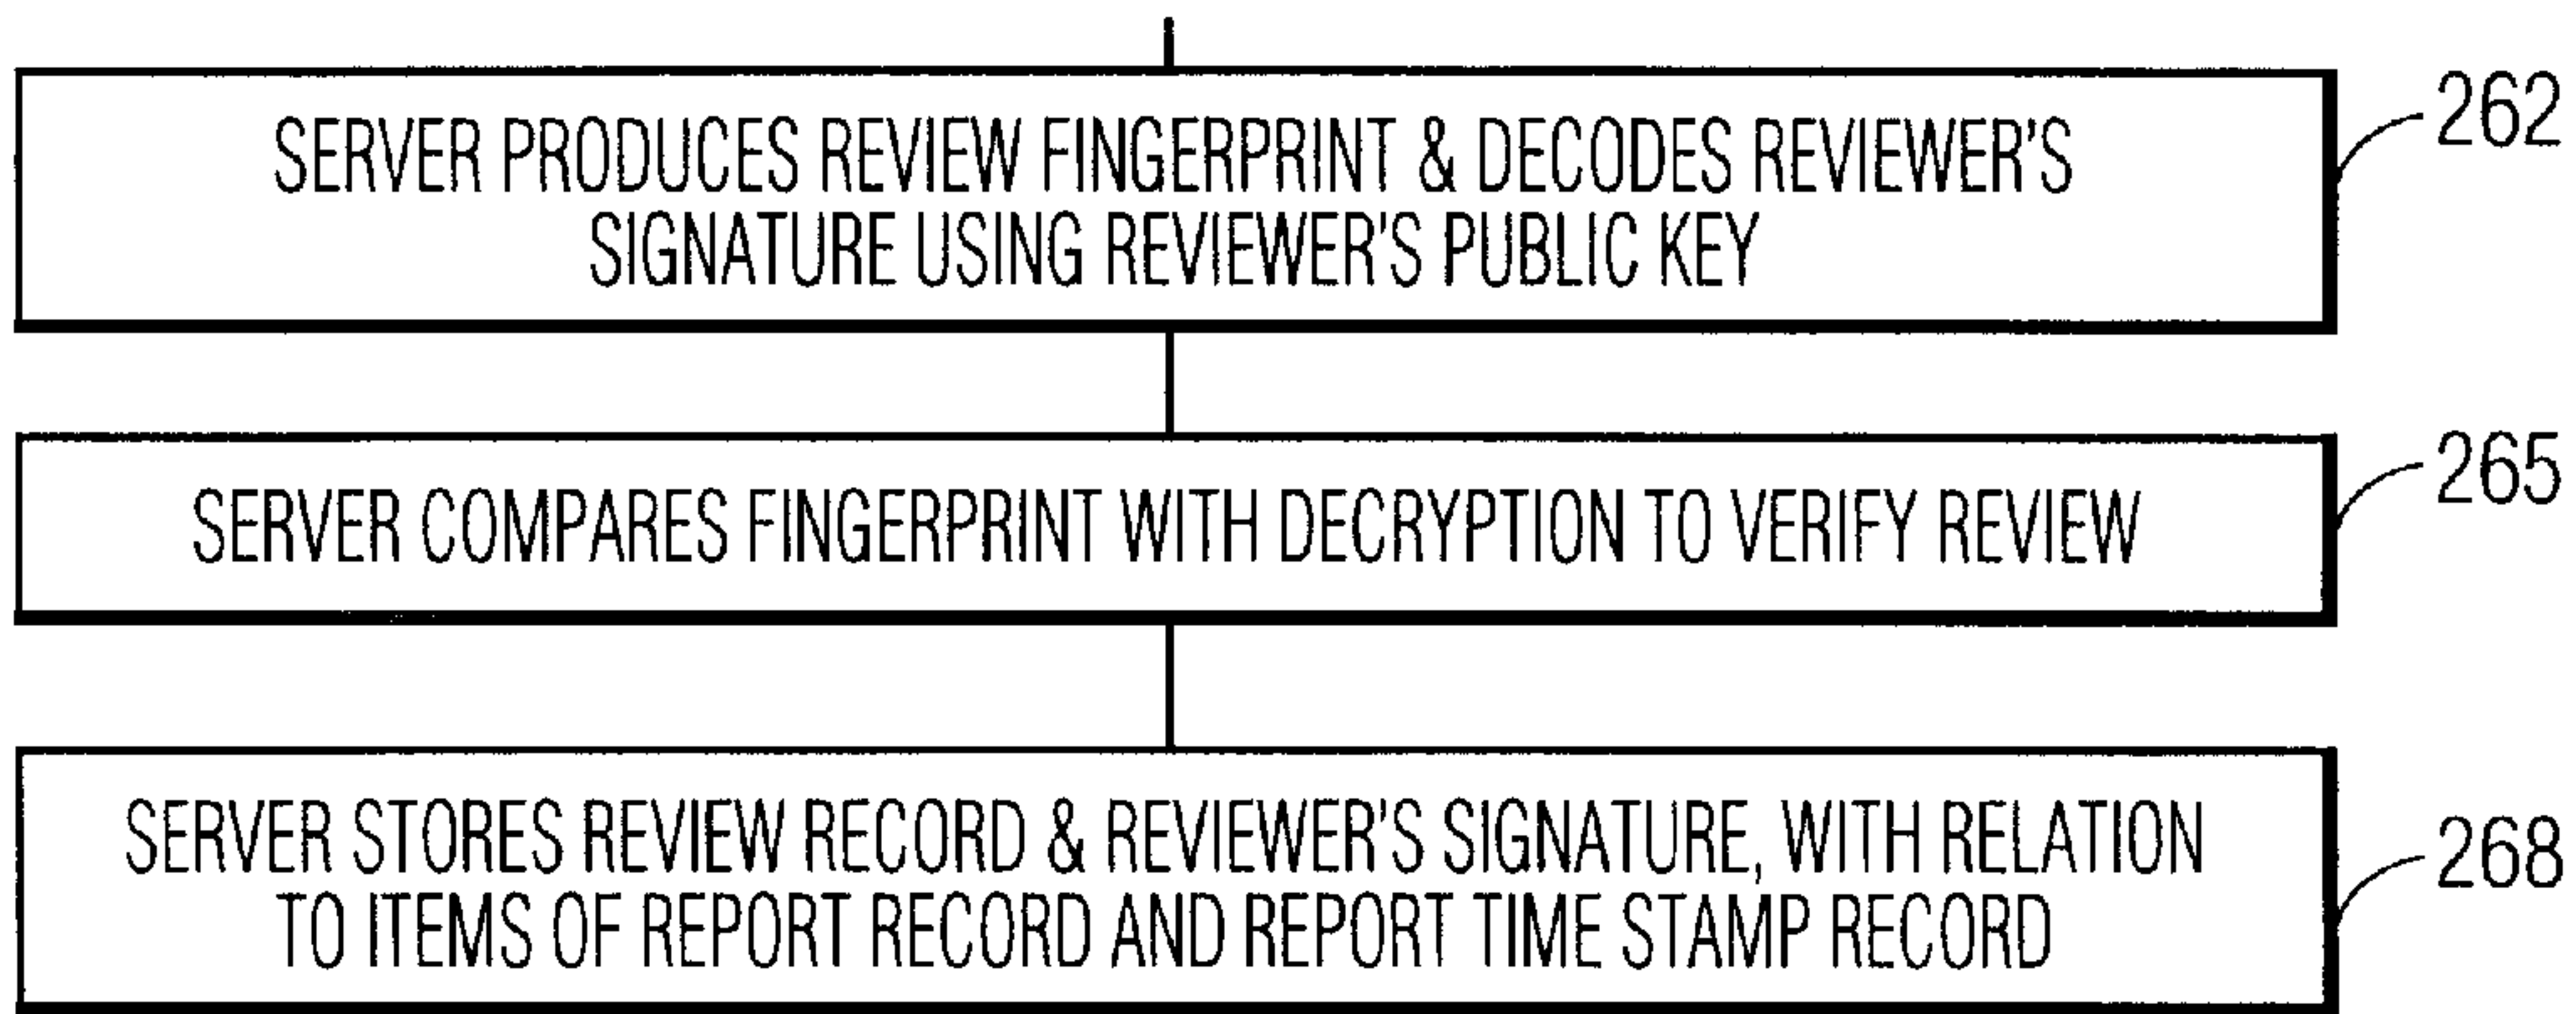 SERVER PRODUCES REVIEW FINGERPRINT & DECODES REVIEWER'S
SIGNATURE USING REVIEWER'S PUBLIC KEY
262
SERVER COMPARES FINGERPRINT WITH DECRYPTION TO VERIFY REVIEW
265
SERVER STORES REVIEW RECORD & REVIEWER'S SIGNATURE, WITH RELATION
TO ITEMS OF REPORT RECORD AND REPORT TIME STAMP RECORD
268